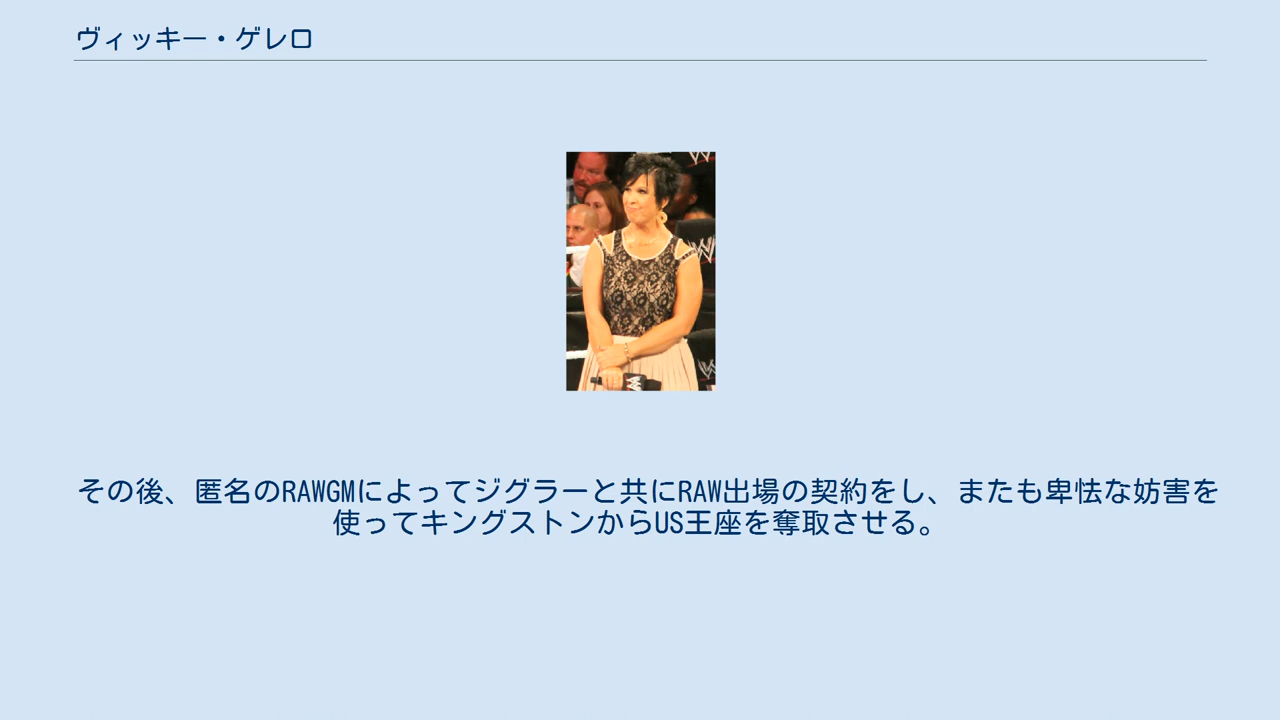 ヴィッキー・ゲレロ
その後、匿名のRAWGMによってジグラーと共にRAW出場の契約をし、またも卑怯な妨害を
使ってキングストンからUS王座を奪取させる。